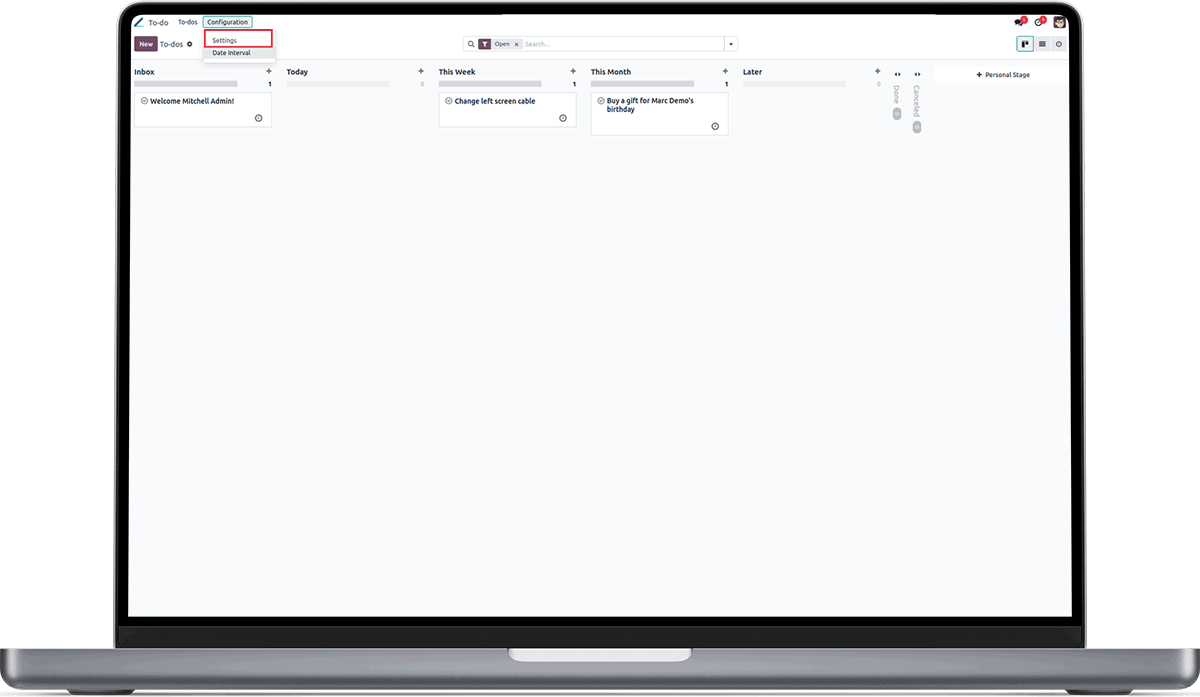 To-do To-dos Configuration
New To-dos
Settings
Date Interval
Open × Search...
Inbox
1
Today
0
This Week
1
This Month
1
Later
0
Done
Canceled
Personal Stage
Welcome Mitchell Admin!
Change left screen cable
Buy a gift for Marc Demo's
birthday